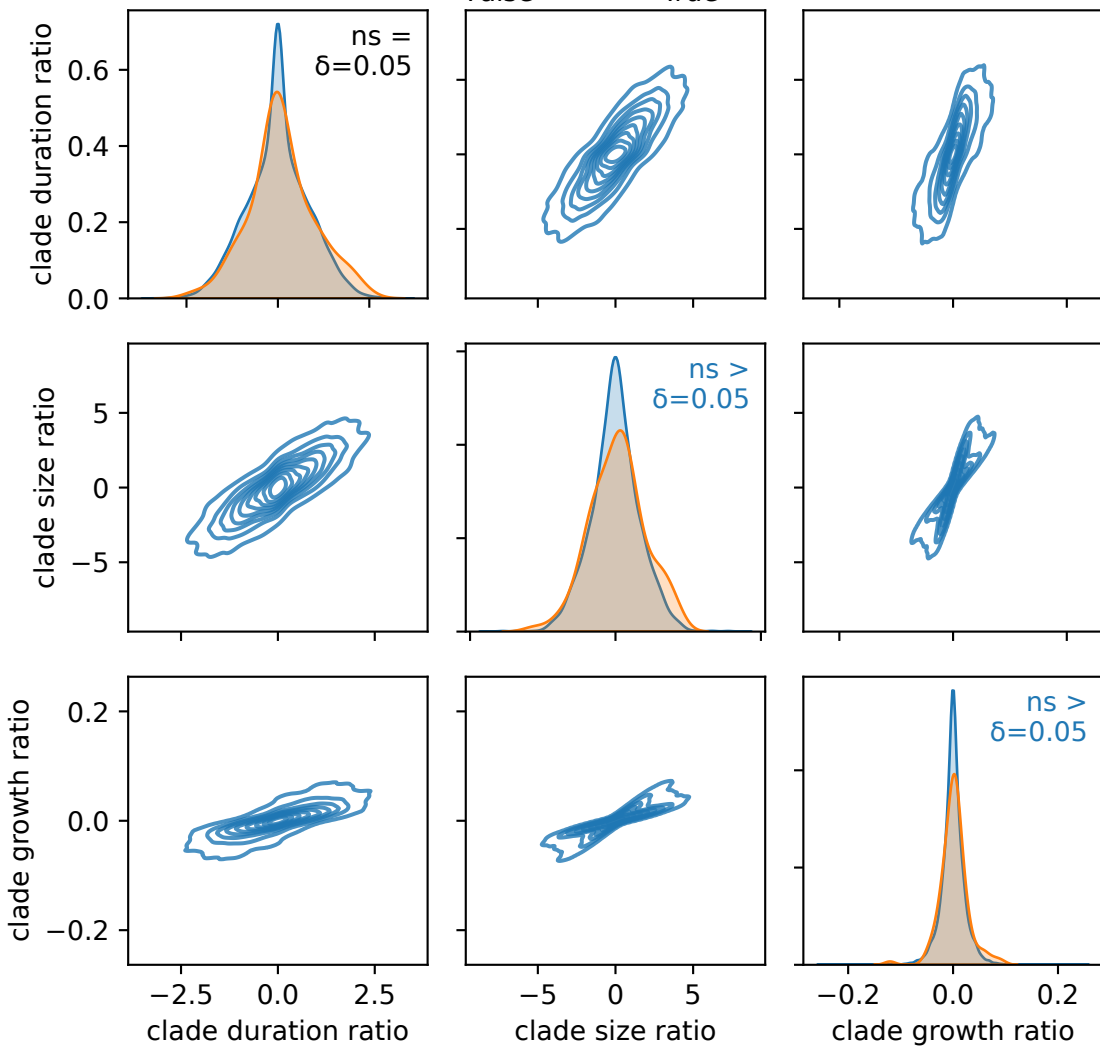 clade duration ratio
0.6
0.4
0.2
0.0
ns =
δ=0.05
clade size ratio
5
0
−5
ns >
δ=0.05
clade growth ratio
0.2
0.0
−0.2
ns >
δ=0.05
−2.5 0.0 2.5
−5 0 5
−0.2 0.0 0.2
clade duration ratio
clade size ratio
clade growth ratio